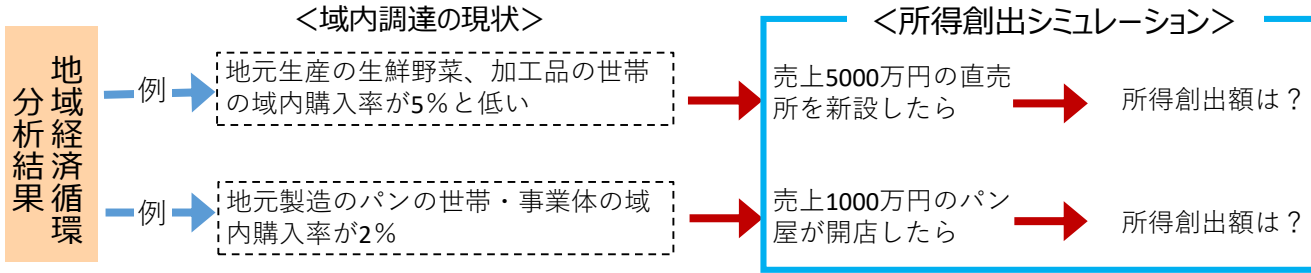 ＜域内調達の現状＞
＜所得創出シミュレーション＞
地域経済循環
分析結果
例
地元生産の生鮮野菜、加工品の世帯
の域内購入率が5％と低い
売上5000万円の直売
所を新設したら
所得創出額は？
例
地元製造のパンの世帯・事業体の域
内購入率が2％
売上1000万円のパン
屋が開店したら
所得創出額は？